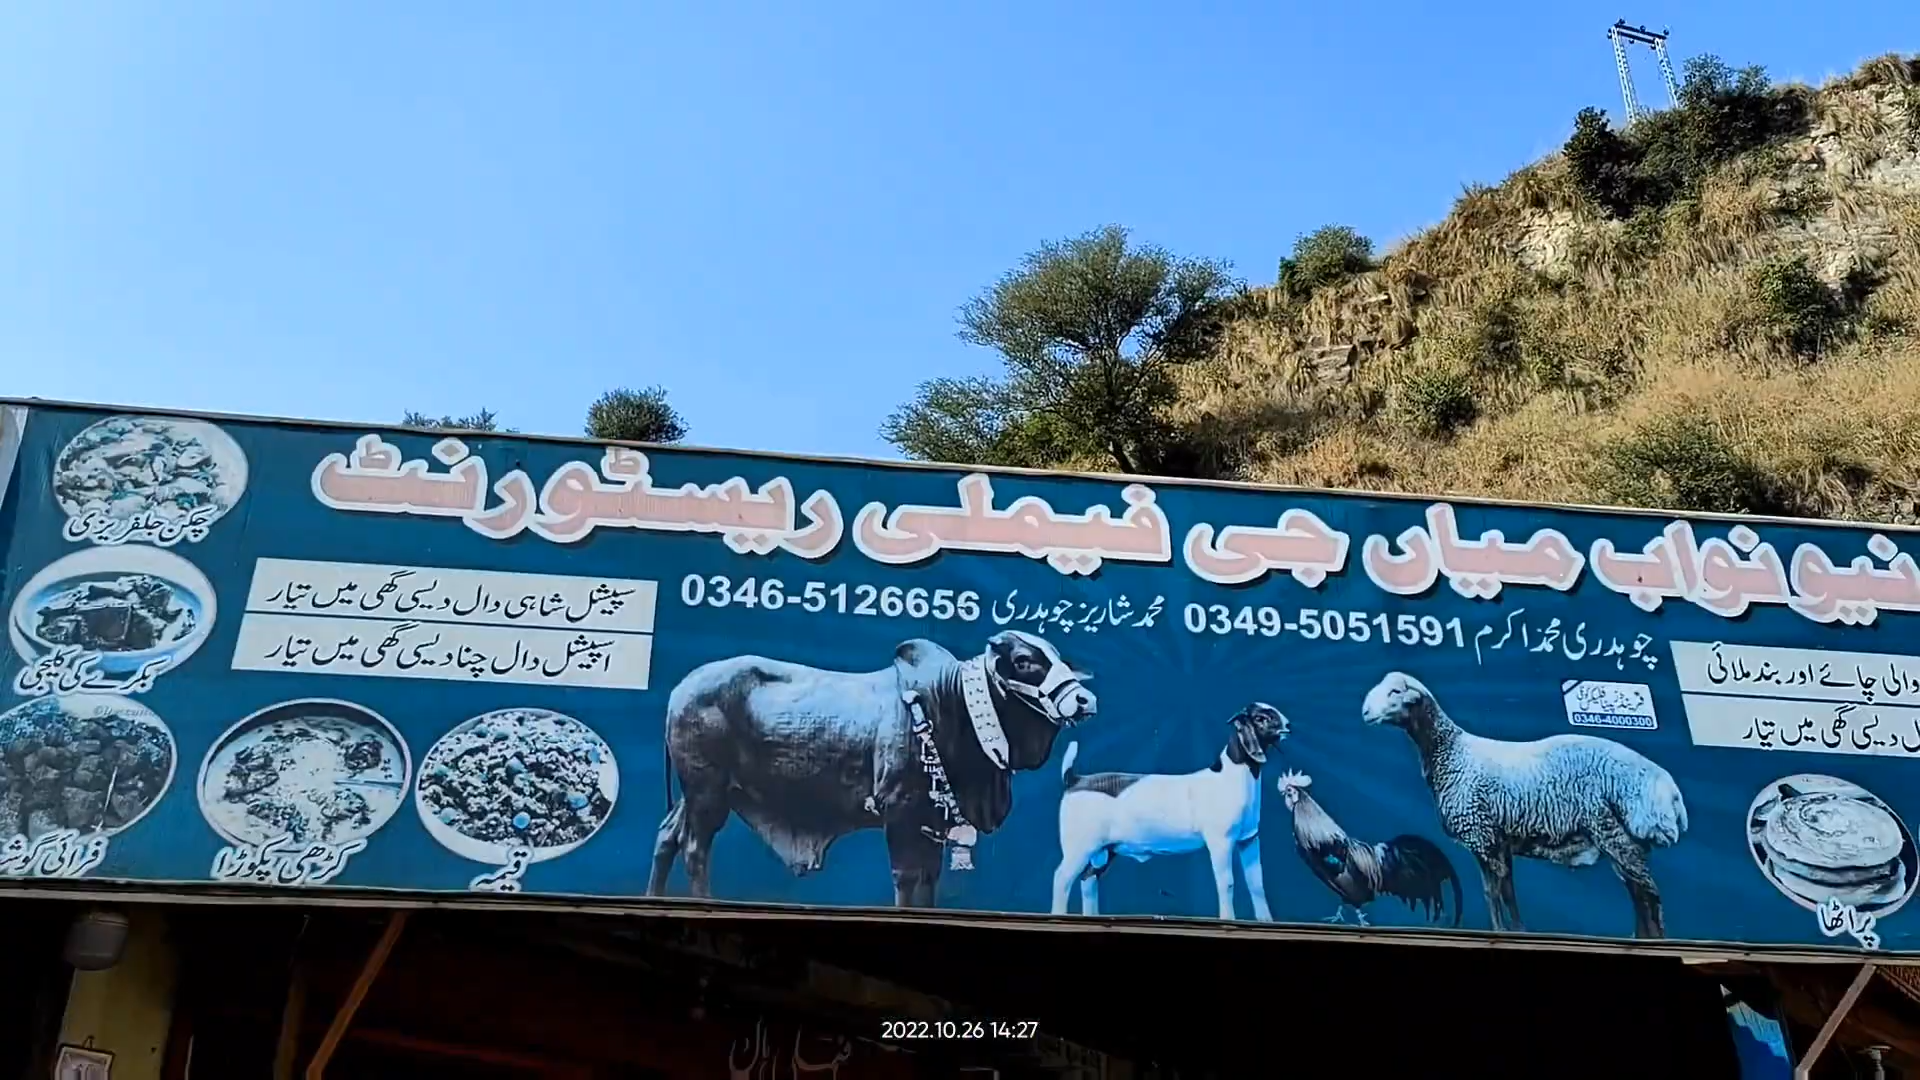 نیو نواب میاں جی فیملی ریسٹورنٹ
چوہدری محمد اکرم 0349-5051591
محمد شاریز چوہدری 0346-5126656
والی چائے اور بند ملائی
دیسی گھی میں تیار
سپیشل شاہی دال دیسی گھی میں تیار
اسپیشل دال چنا دیسی گھی میں تیار
0346-4000300
چکن جلفریزی
بکرے کی کلیجی
فرائی گوشت
کڑھی پکوڑا
قیمہ
پراٹھا
ہال
2022.10.26 14:27